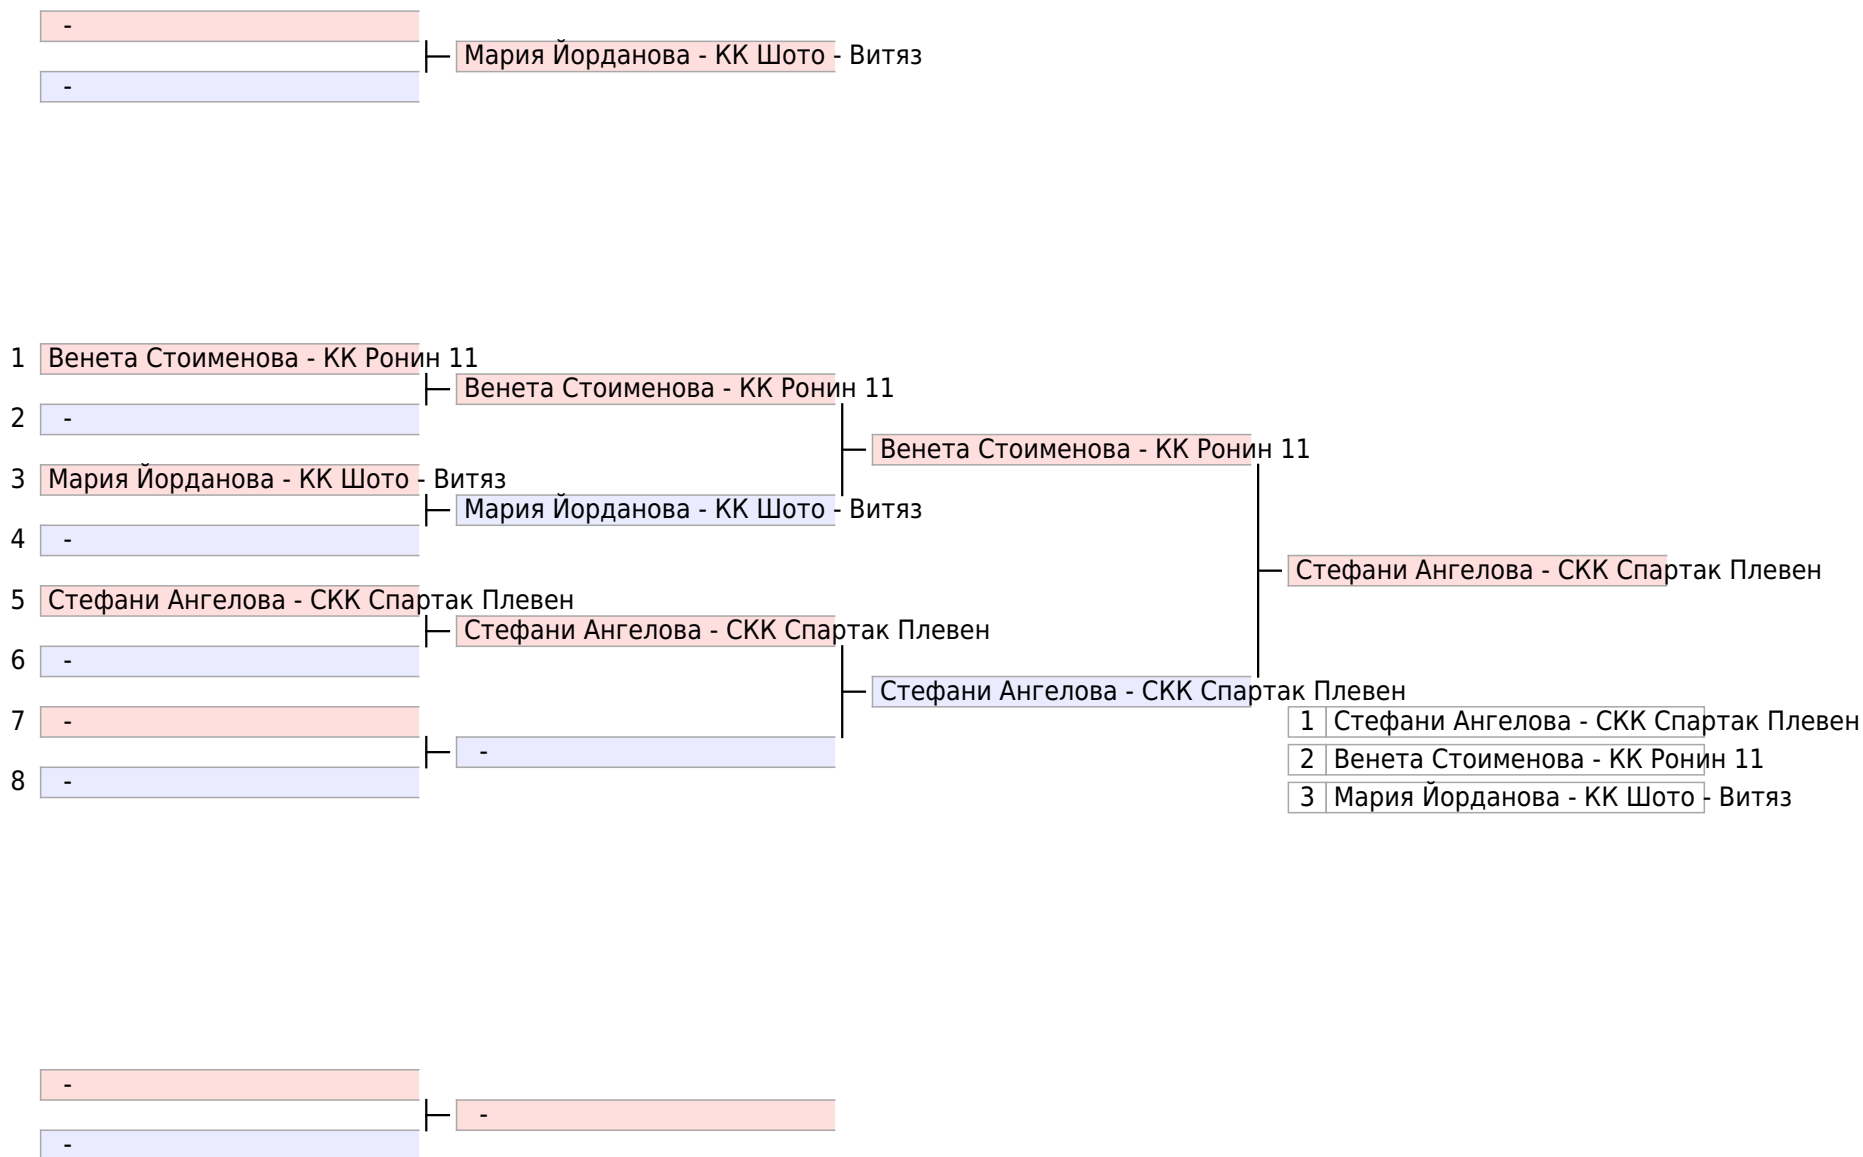 -
Мария Йорданова - КК Шото - Витяз
-
1 Венета Стоименова - КК Ронин 11
Венета Стоименова - КК Ронин 11
2 -
Венета Стоименова - КК Ронин 11
3 Мария Йорданова - КК Шото - Витяз
Мария Йорданова - КК Шото - Витяз
4 -
Стефани Ангелова - СКК Спартак Плевен
5 Стефани Ангелова - СКК Спартак Плевен
Стефани Ангелова - СКК Спартак Плевен
6 -
Стефани Ангелова - СКК Спартак Плевен
7 -
1 Стефани Ангелова - СКК Спартак Плевен
-
2 Венета Стоименова - КК Ронин 11
8 -
3 Мария Йорданова - КК Шото - Витяз
-
-
-